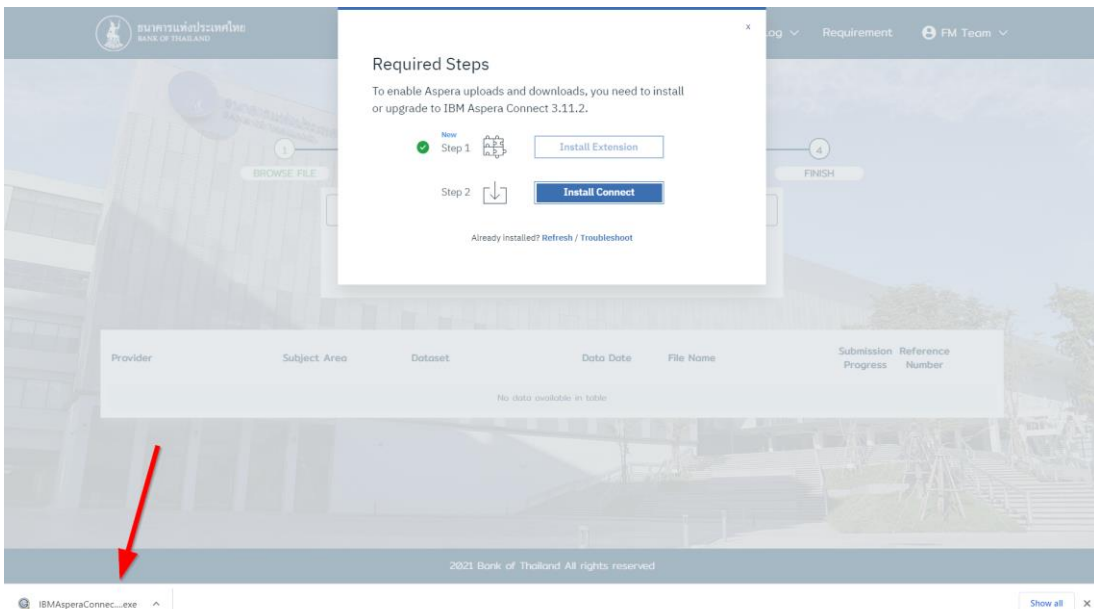 ธนาคารแห่งประเทศไทย
BANK OF THAILAND
Requirement
FM Team
x
Required Steps
To enable Aspera uploads and downloads, you need to install
or upgrade to IBM Aspera Connect 3.11.2.
New
Step 1
Install Extension
Step 2
Install Connect
Already installed? Refresh / Troubleshoot
1
BROWSE FILE
4
FINISH
Provider
Subject Area
Dataset
Data Date
File Name
Submission Progress
Reference Number
No data available in table
2021 Bank of Thailand All rights reserved
IBMAsperaConnec....exe
Show all